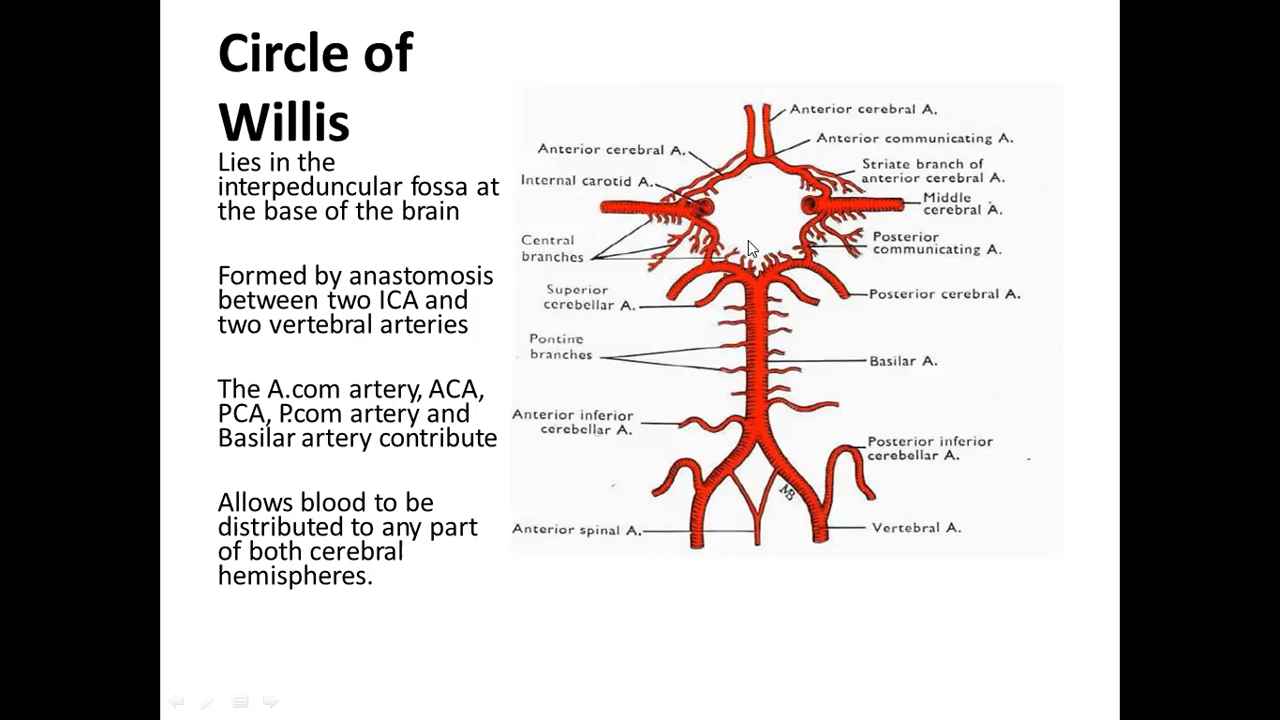 Circle of
Willis
Lies in the
interpeduncular fossa at
the base of the brain
Formed by anastomosis
between two ICA and
two vertebral arteries
The A.com artery, ACA,
PCA, P.com artery and
Basilar artery contribute
Allows blood to be
distributed to any part
of both cerebral
hemispheres.
Anterior cerebral A.
Anterior communicating A.
Anterior cerebral A.
Striate branch of
anterior cerebral A.
Internal carotid A.
Middle
cerebral A.
Central
branches
Posterior
communicating A.
Superior
cerebellar A.
Posterior cerebral A.
Pontine
branches
Basilar A.
Anterior inferior
cerebellar A.
Posterior inferior
cerebellar A.
MB
Anterior spinal A.
Vertebral A.